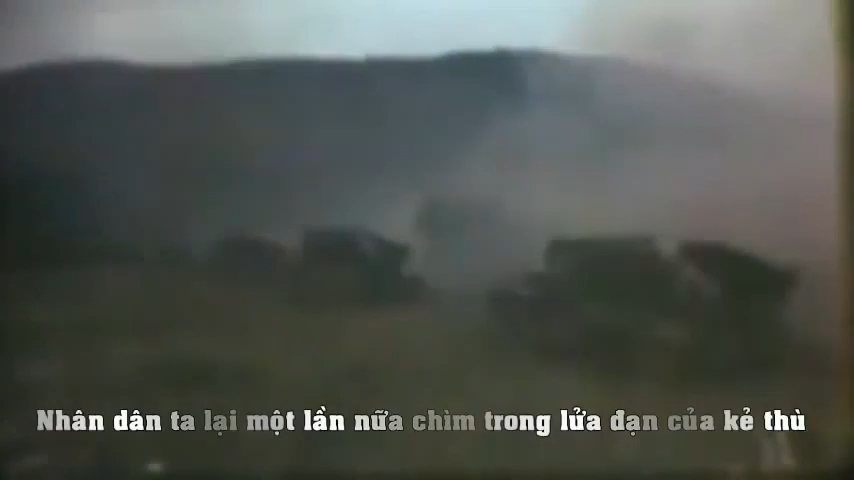 Nhân dân ta lại một lần nữa chìm trong lửa đạn của kẻ thù